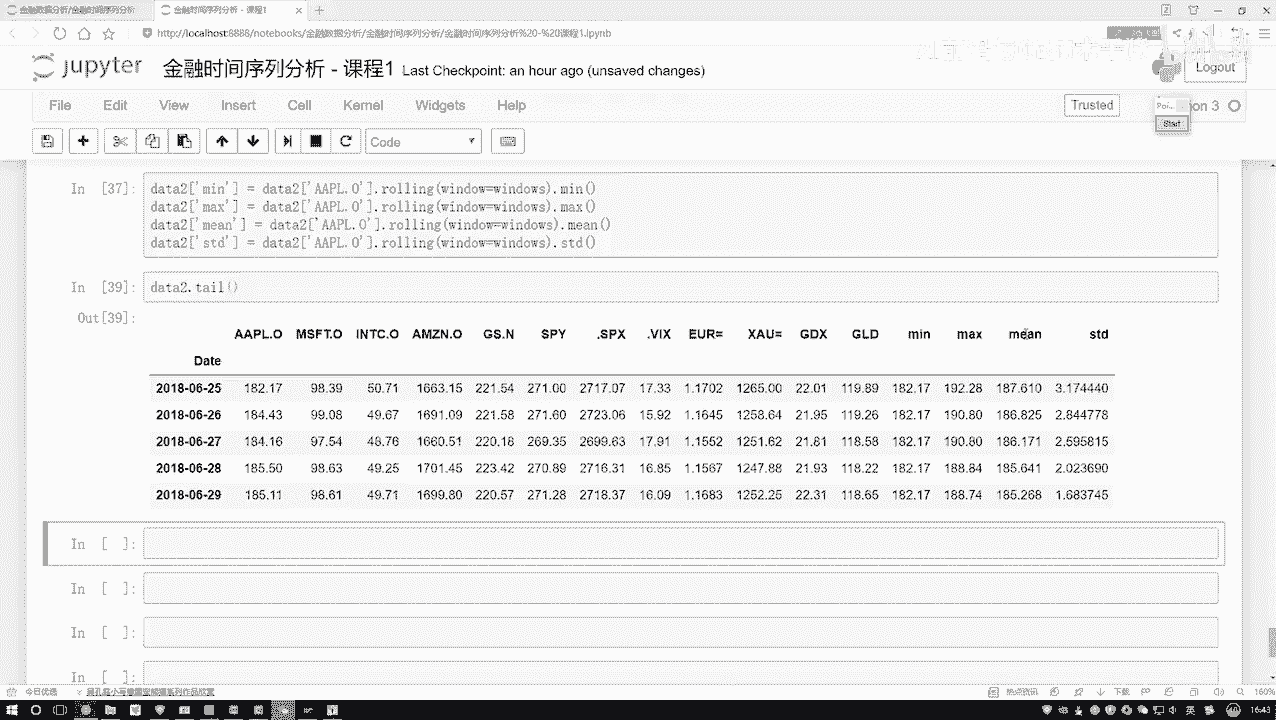 金融数据分析/金融时间序列分析
金融时间序列分析 - 课程1
http://localhost:8888/notebooks/金融数据分析/金融时间序列分析/金融时间序列分析%20-%20课程1.ipynb
jupyter 金融时间序列分析 - 课程1 Last Checkpoint: an hour ago (unsaved changes)
Logout
File Edit View Insert Cell Kernel Widgets Help
Trusted
Start
Code
In [37]:
data2['min'] = data2['AAPL.O'].rolling(window=windows).min()
data2['max'] = data2['AAPL.O'].rolling(window=windows).max()
data2['mean'] = data2['AAPL.O'].rolling(window=windows).mean()
data2['std'] = data2['AAPL.O'].rolling(window=windows).std()
In [39]: data2.tail()
Out[39]:
AAPL.O MSFT.O INTC.O AMZN.O GS.N SPY .SPX .VIX EUR= XAU= GDX GLD min max mean std
Date
2018-06-25 182.17 98.39 50.71 1663.15 221.54 271.00 2717.07 17.33 1.1702 1265.00 22.01 119.89 182.17 192.28 187.610 3.174440
2018-06-26 184.43 99.08 49.67 1691.09 221.58 271.60 2723.06 15.92 1.1645 1258.64 21.95 119.26 182.17 190.80 186.825 2.844778
2018-06-27 184.16 97.54 48.76 1660.51 220.18 269.35 2699.63 17.91 1.1552 1251.62 21.81 118.58 182.17 190.80 186.171 2.595815
2018-06-28 185.50 98.63 49.25 1701.45 223.42 270.89 2716.31 16.85 1.1567 1247.88 21.93 118.22 182.17 188.84 185.641 2.023690
2018-06-29 185.11 98.61 49.71 1699.80 220.57 271.28 2718.37 16.09 1.1683 1252.25 22.31 118.65 182.17 188.74 185.268 1.683745
In [ ]:
In [ ]:
In [ ]:
In [ ]:
今日优选
热点资讯
下载
160%
16:43